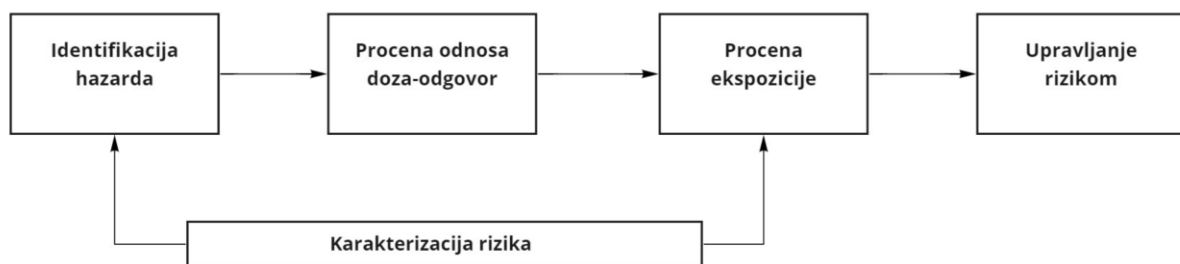 Identifikacija
hazarda
Procena odnosa
doza-odgovor
Procena
ekspozicije
Upravljanje
rizikom
Karakterizacija rizika